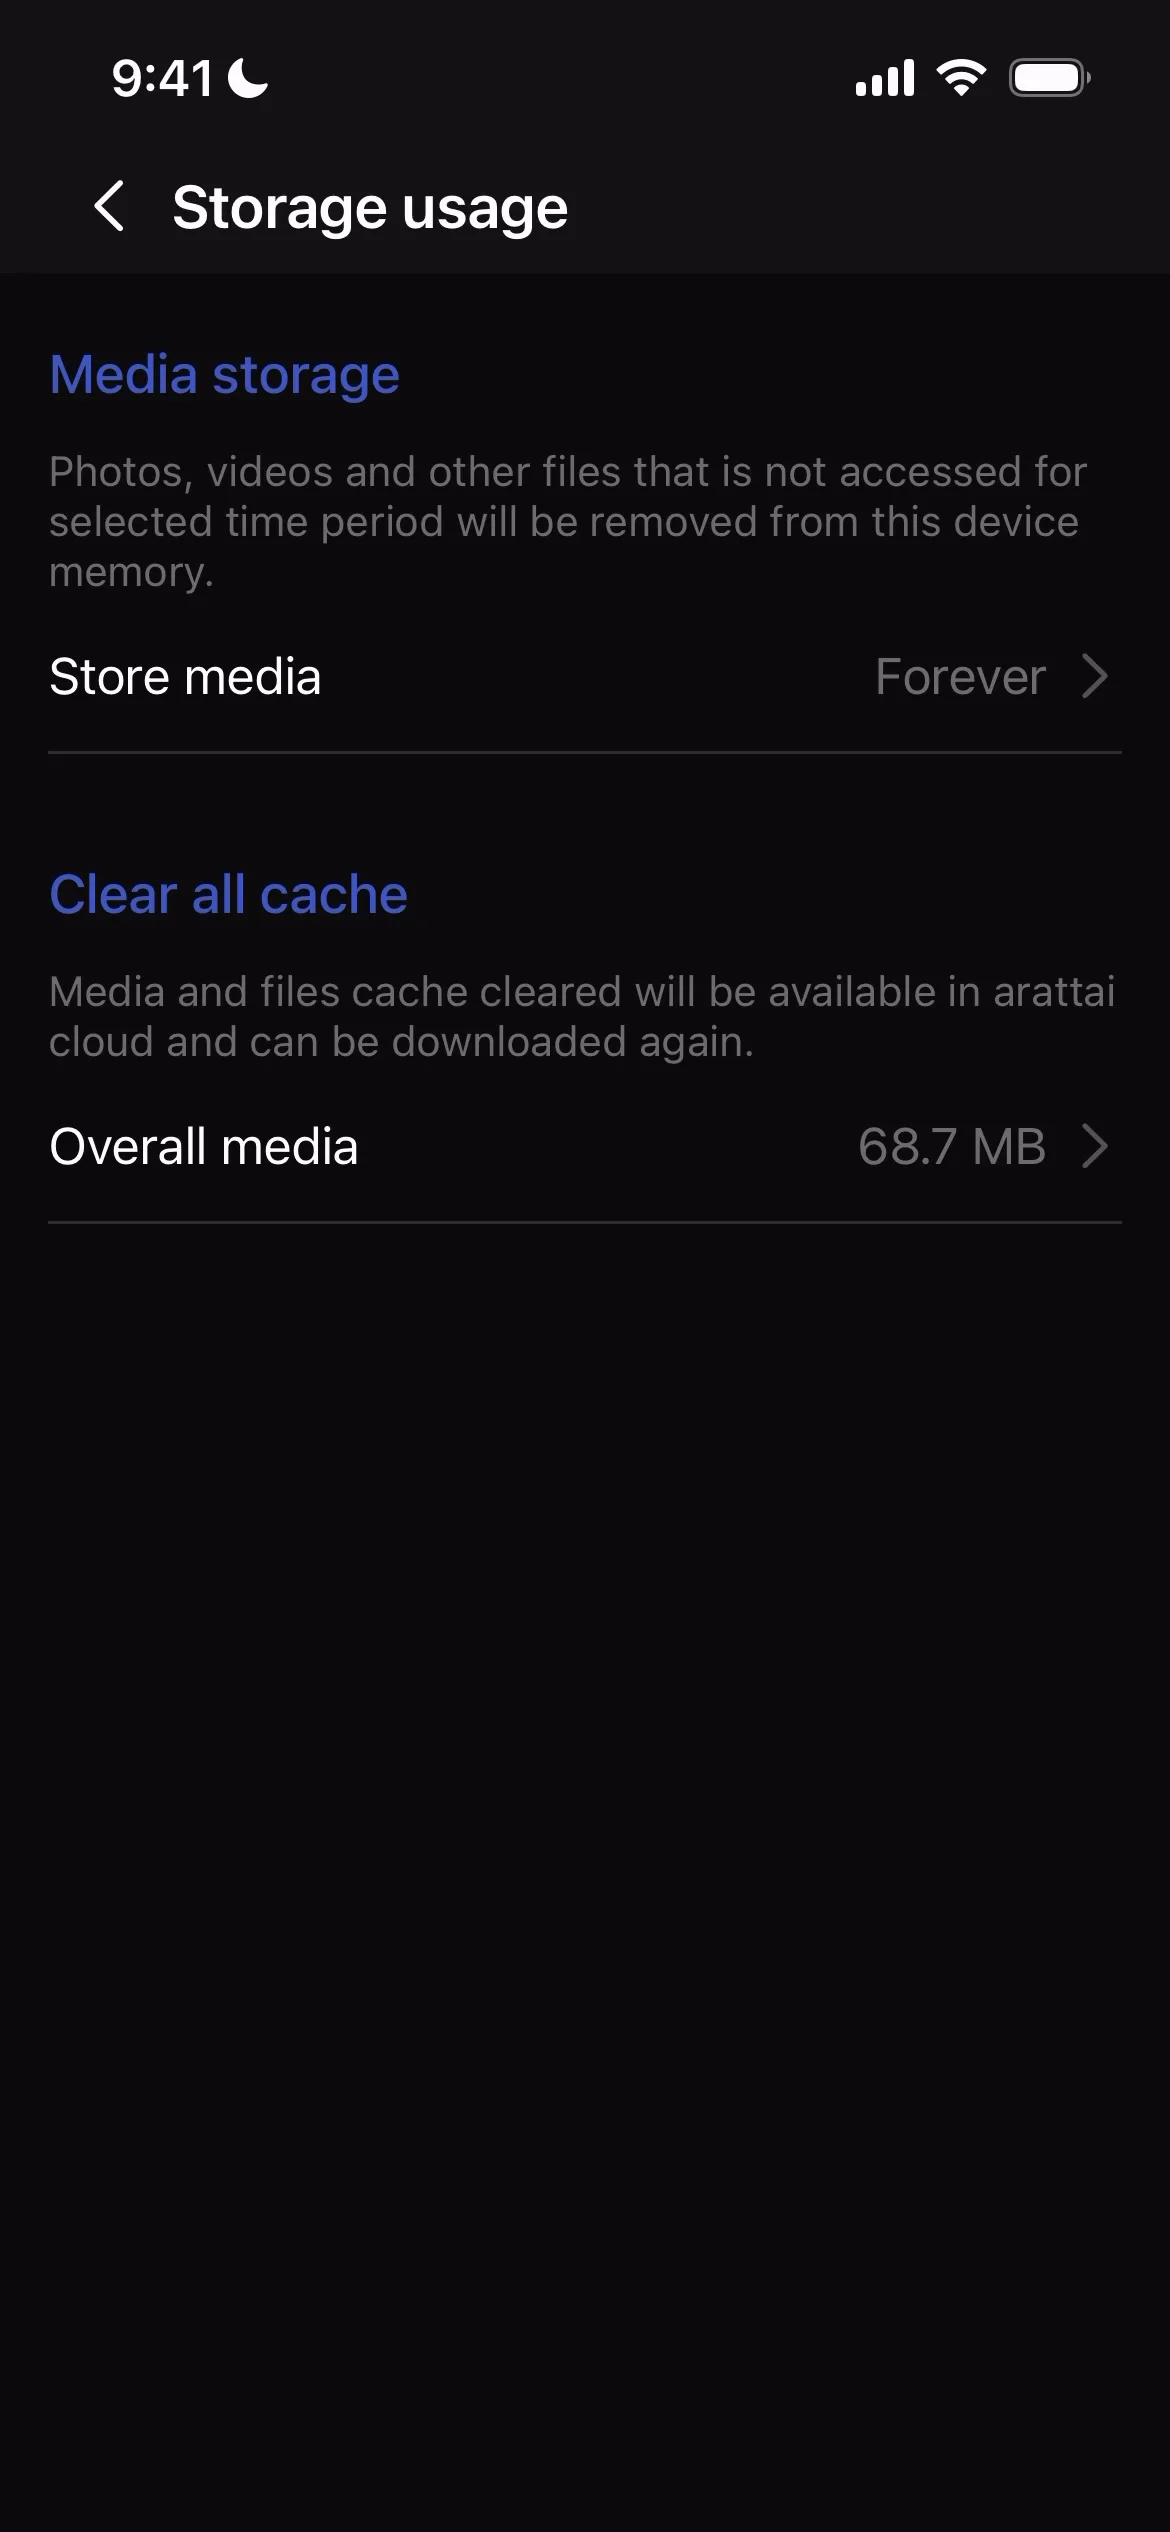 9:41
Storage usage
Media storage
Photos, videos and other files that is not accessed for
selected time period will be removed from this device
memory.
Store media Forever
Clear all cache
Media and files cache cleared will be available in arattai
cloud and can be downloaded again.
Overall media 68.7 MB